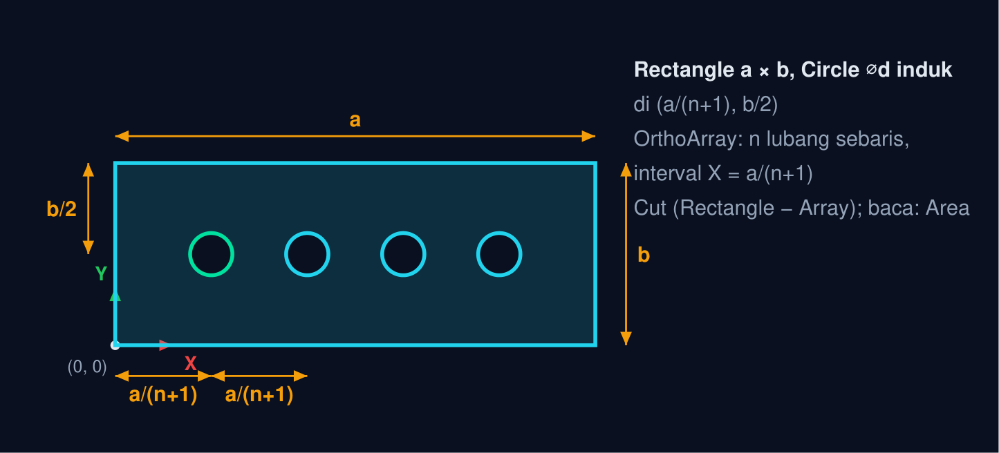 Rectangle a × b, Circle ⌀d induk
di (a/(n+1), b/2)
OrthoArray: n lubang sebaris,
interval X = a/(n+1)
Cut (Rectangle − Array); baca: Area
a
b/2
b
Y
X
(0, 0)
a/(n+1)
a/(n+1)